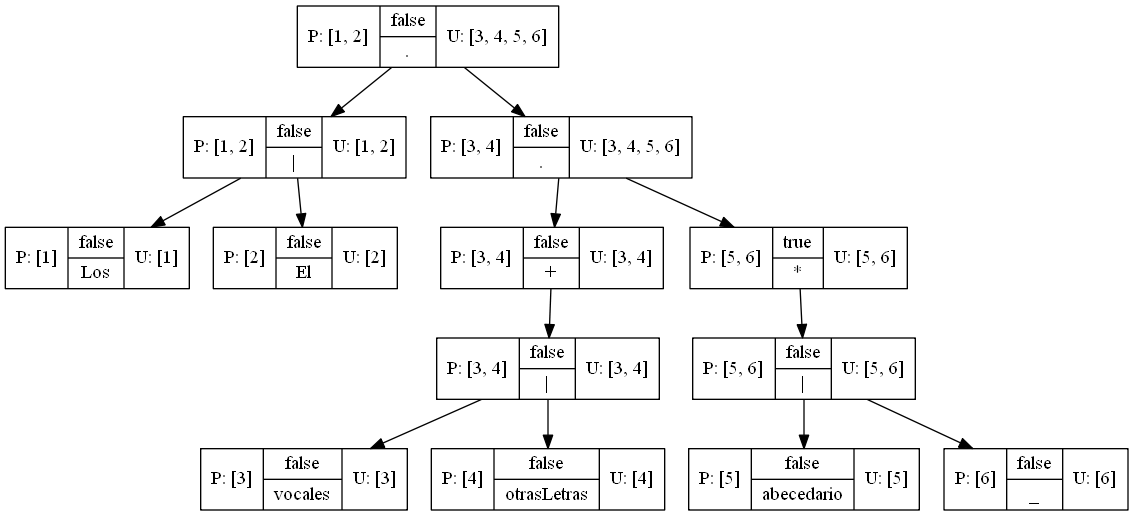 false
P: [1, 2] U: [3, 4, 5, 6]
.
false false
P: [1, 2] U: [1, 2] P: [3, 4] U: [3, 4, 5, 6]
| .
false false false true
P: [1] U: [1] P: [2] U: [2] P: [3, 4] U: [3, 4] P: [5, 6] U: [5, 6]
Los El + *
false false
P: [3, 4] U: [3, 4] P: [5, 6] U: [5, 6]
| |
false false false false
P: [3] U: [3] P: [4] U: [4] P: [5] U: [5] P: [6] U: [6]
vocales otrasLetras abecedario _